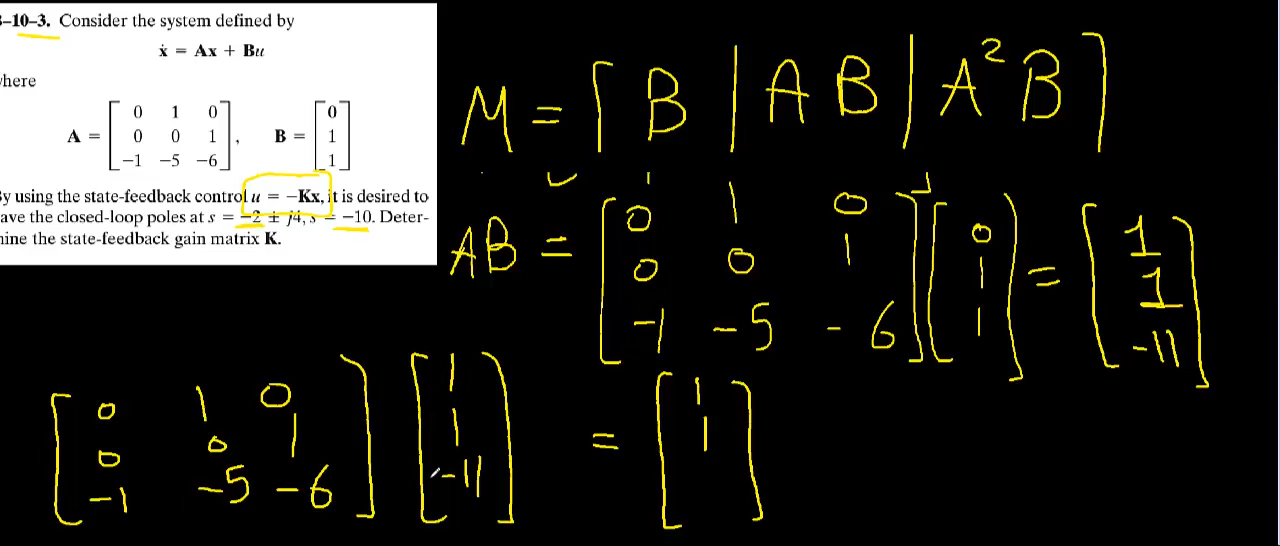 –10–3. Consider the system defined by
ẋ = Ax + Bu
here
A = [ 0 1 0
0 0 1
−1 −5 −6 ], B = [ 0
1
1 ]
By using the state-feedback control u = −Kx, it is desired to
ave the closed-loop poles at s = −2 ± j4, s = −10. Deter-
mine the state-feedback gain matrix K.
M = [ B | AB | A² B ]
AB = [ 0 1 0
0 0 1
-1 -5 -6 ] [ 0
1
1 ] = [ 1
1
-11 ]
[ 0 1 0
0 0 1
-1 -5 -6 ] [ 1
1
-11 ] = [ 1
1 ]